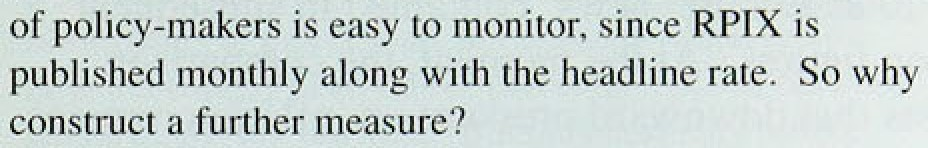 of policy-makers is easy to monitor, since RPIX is
published monthly along with the headline rate.  So why
construct a further measure?